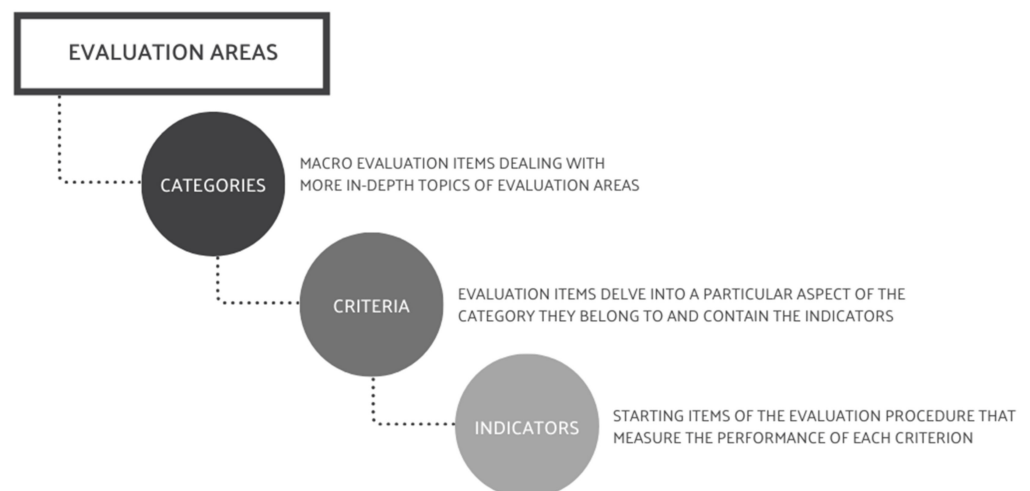 EVALUATION AREAS
CATEGORIES
MACRO EVALUATION ITEMS DEALING WITH
MORE IN-DEPTH TOPICS OF EVALUATION AREAS
CRITERIA
EVALUATION ITEMS DELVE INTO A PARTICULAR ASPECT OF THE
CATEGORY THEY BELONG TO AND CONTAIN THE INDICATORS
INDICATORS
STARTING ITEMS OF THE EVALUATION PROCEDURE THAT
MEASURE THE PERFORMANCE OF EACH CRITERION